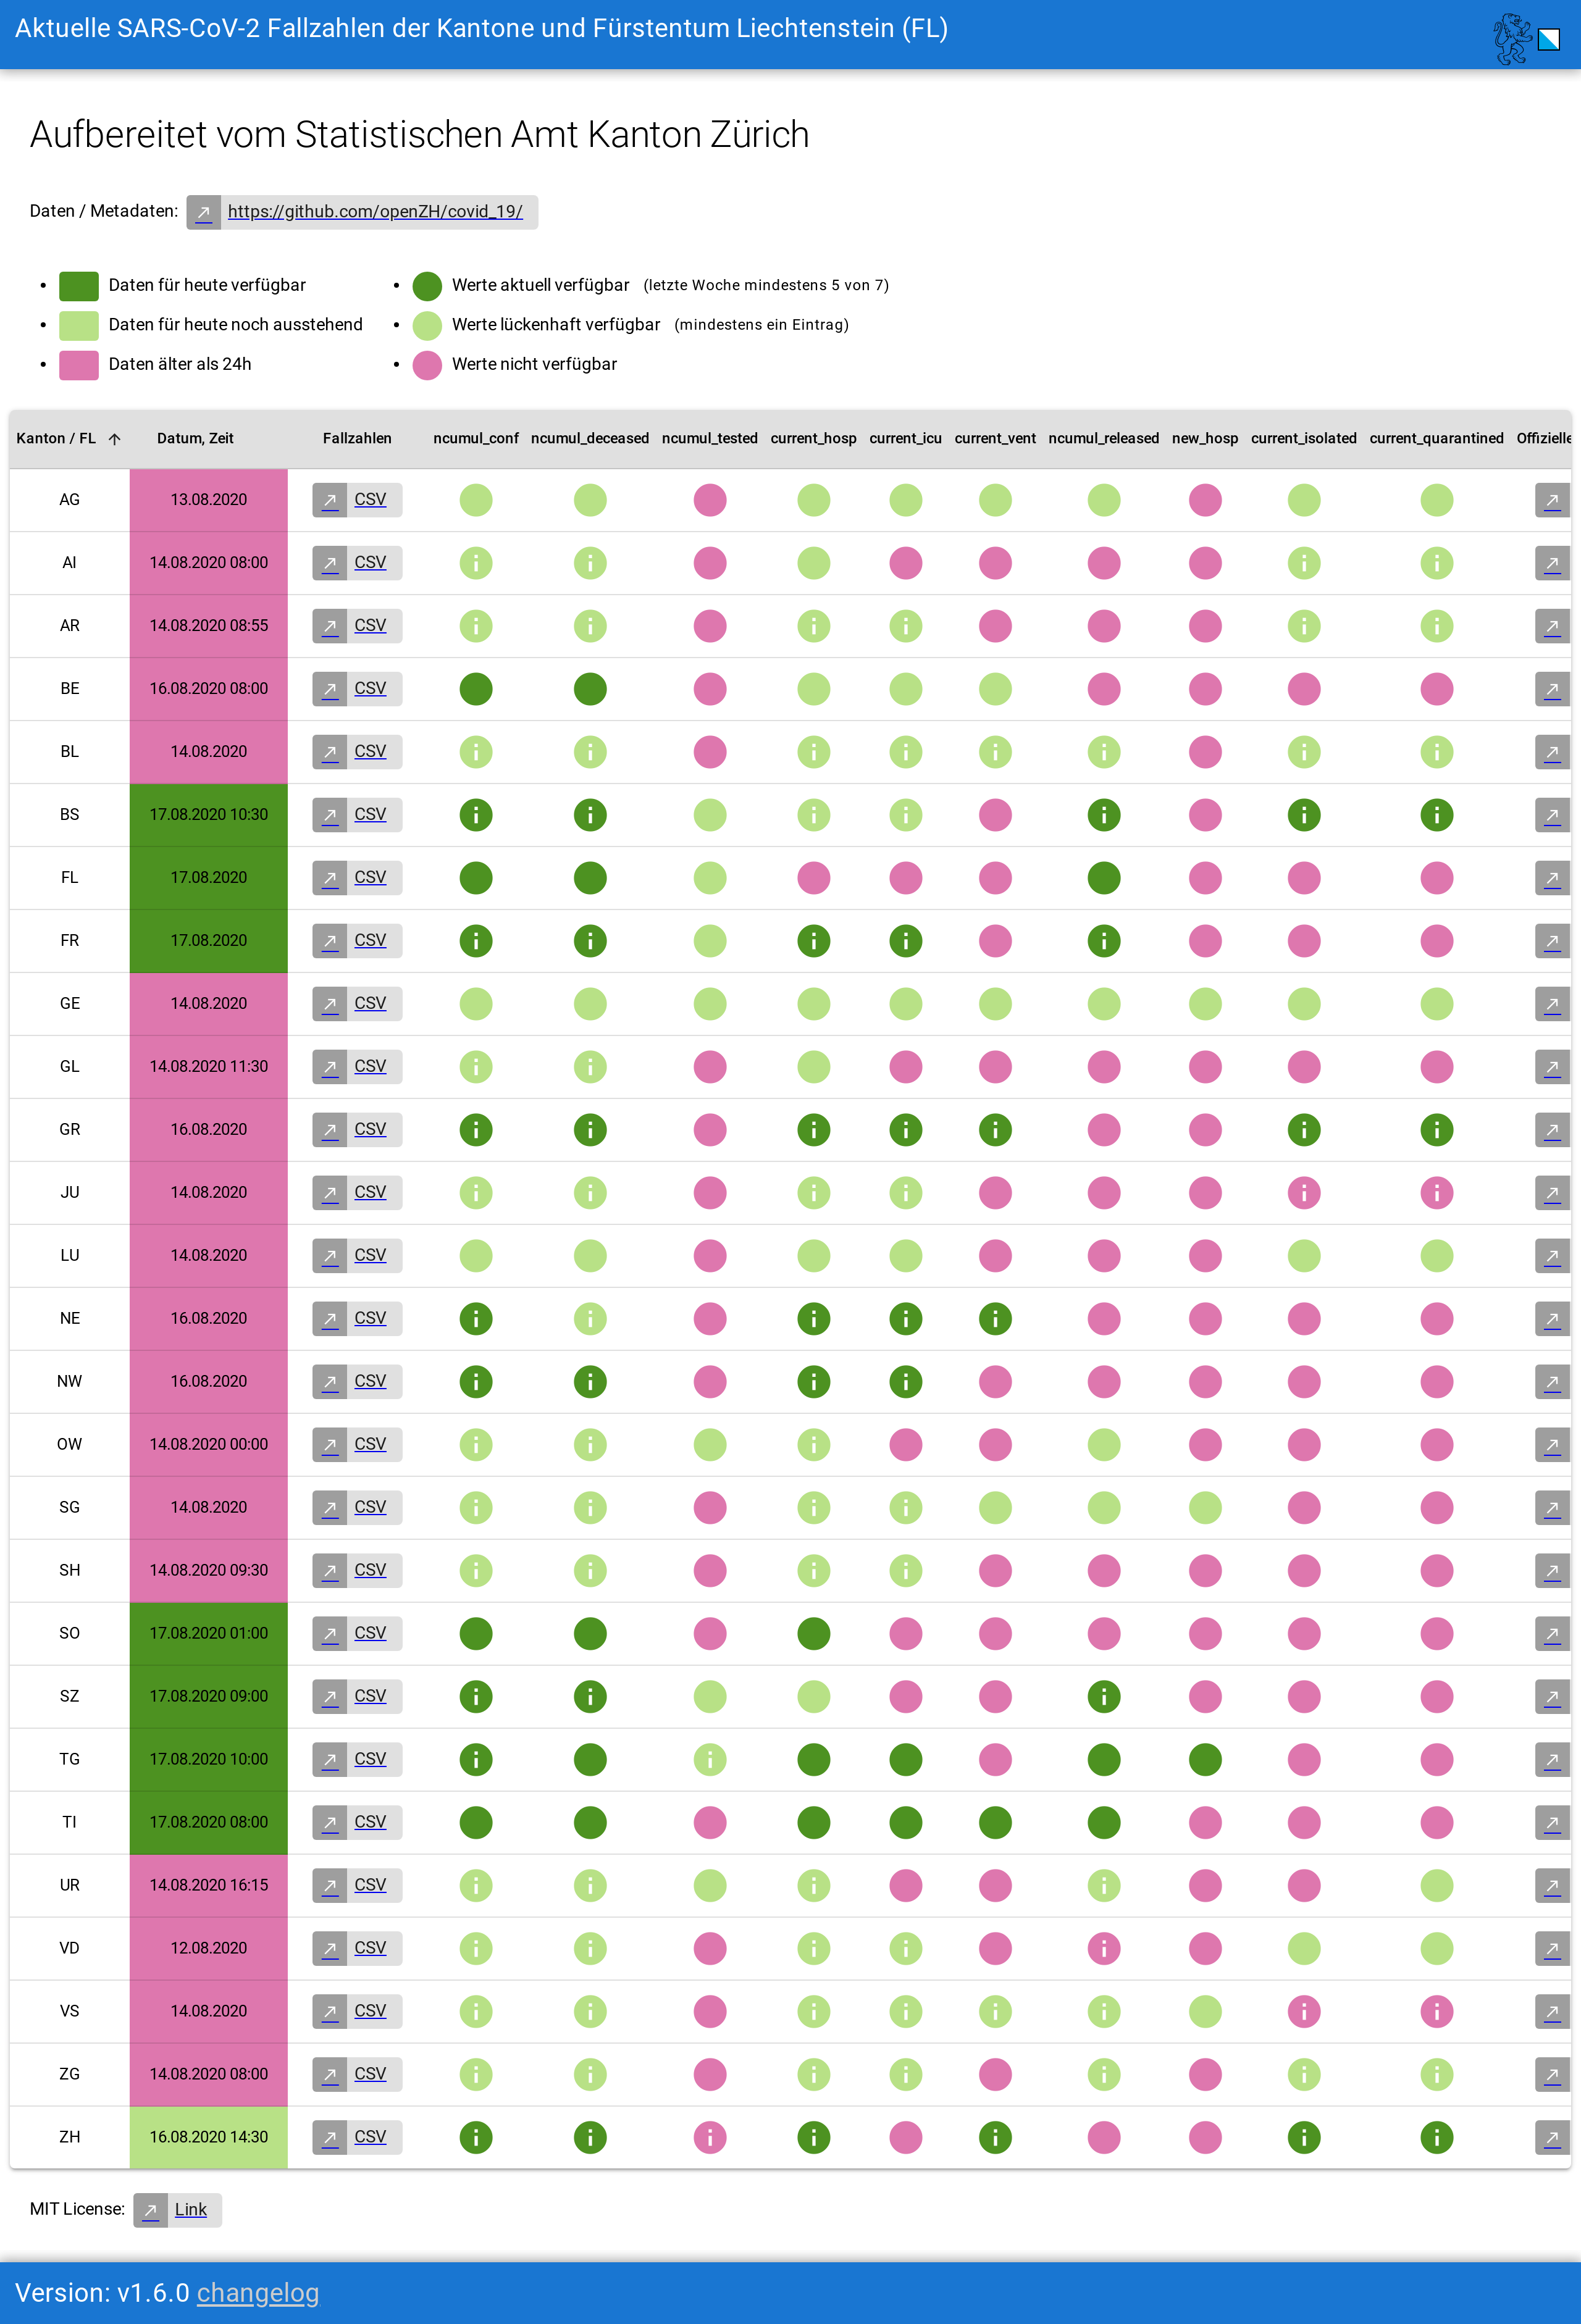 Aktuelle SARS-CoV-2 Fallzahlen der Kantone und Fürstentum Liechtenstein (FL)
Aufbereitet vom Statistischen Amt Kanton Zürich
Daten / Metadaten: https://github.com/openZH/covid_19/
Daten für heute verfügbar
Daten für heute noch ausstehend
Daten älter als 24h
Werte aktuell verfügbar (letzte Woche mindestens 5 von 7)
Werte lückenhaft verfügbar (mindestens ein Eintrag)
Werte nicht verfügbar
Kanton / FL Datum, Zeit Fallzahlen ncumul_conf ncumul_deceased ncumul_tested current_hosp current_icu current_vent ncumul_released new_hosp current_isolated current_quarantined Offizielle
AG 13.08.2020 CSV
AI 14.08.2020 08:00 CSV
AR 14.08.2020 08:55 CSV
BE 16.08.2020 08:00 CSV
BL 14.08.2020 CSV
BS 17.08.2020 10:30 CSV
FL 17.08.2020 CSV
FR 17.08.2020 CSV
GE 14.08.2020 CSV
GL 14.08.2020 11:30 CSV
GR 16.08.2020 CSV
JU 14.08.2020 CSV
LU 14.08.2020 CSV
NE 16.08.2020 CSV
NW 16.08.2020 CSV
OW 14.08.2020 00:00 CSV
SG 14.08.2020 CSV
SH 14.08.2020 09:30 CSV
SO 17.08.2020 01:00 CSV
SZ 17.08.2020 09:00 CSV
TG 17.08.2020 10:00 CSV
TI 17.08.2020 08:00 CSV
UR 14.08.2020 16:15 CSV
VD 12.08.2020 CSV
VS 14.08.2020 CSV
ZG 14.08.2020 08:00 CSV
ZH 16.08.2020 14:30 CSV
MIT License: Link
Version: v1.6.0 changelog